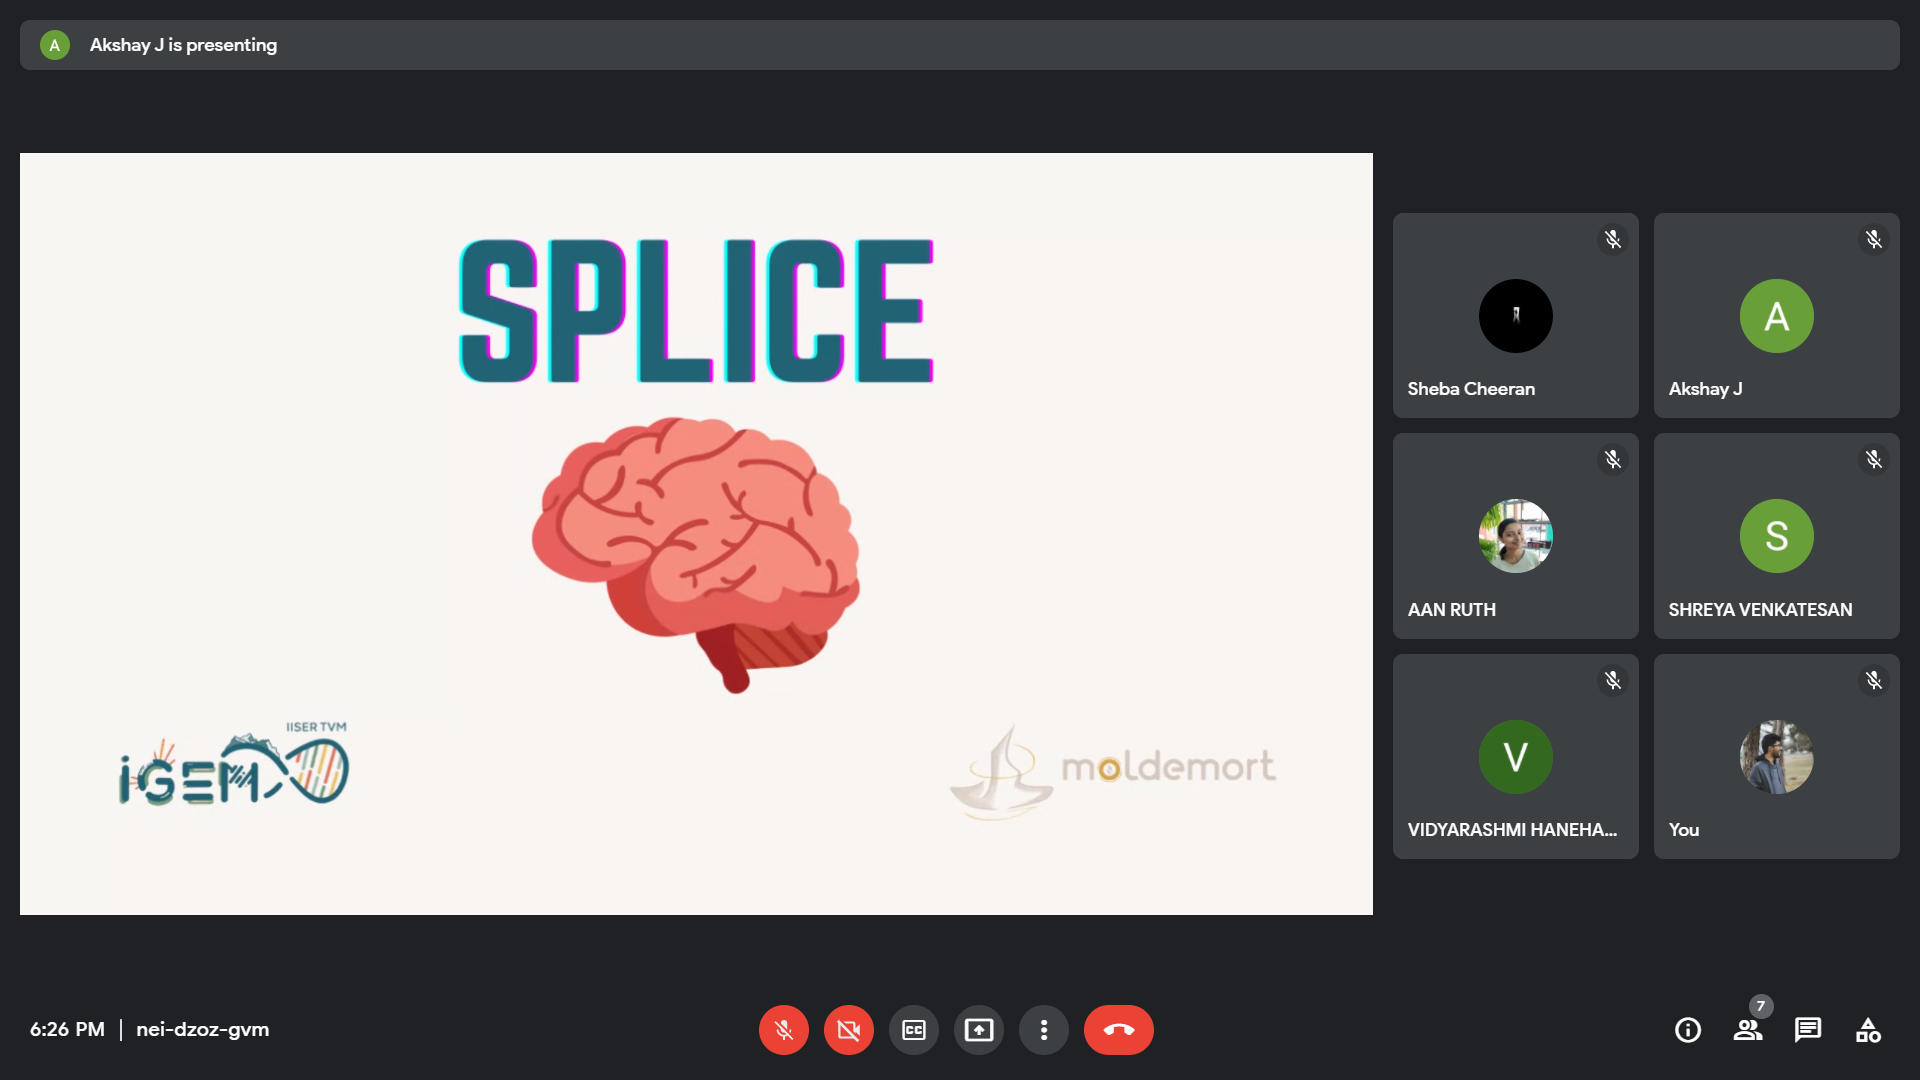 A Akshay J is presenting
SPLICE
IISER TVM
iGEM
moldemort
Sheba Cheeran
A
Akshay J
AAN RUTH
S
SHREYA VENKATESAN
V
VIDYARASHMI HANEHA...
You
6:26 PM | nei-dzoz-gvm
CC
7